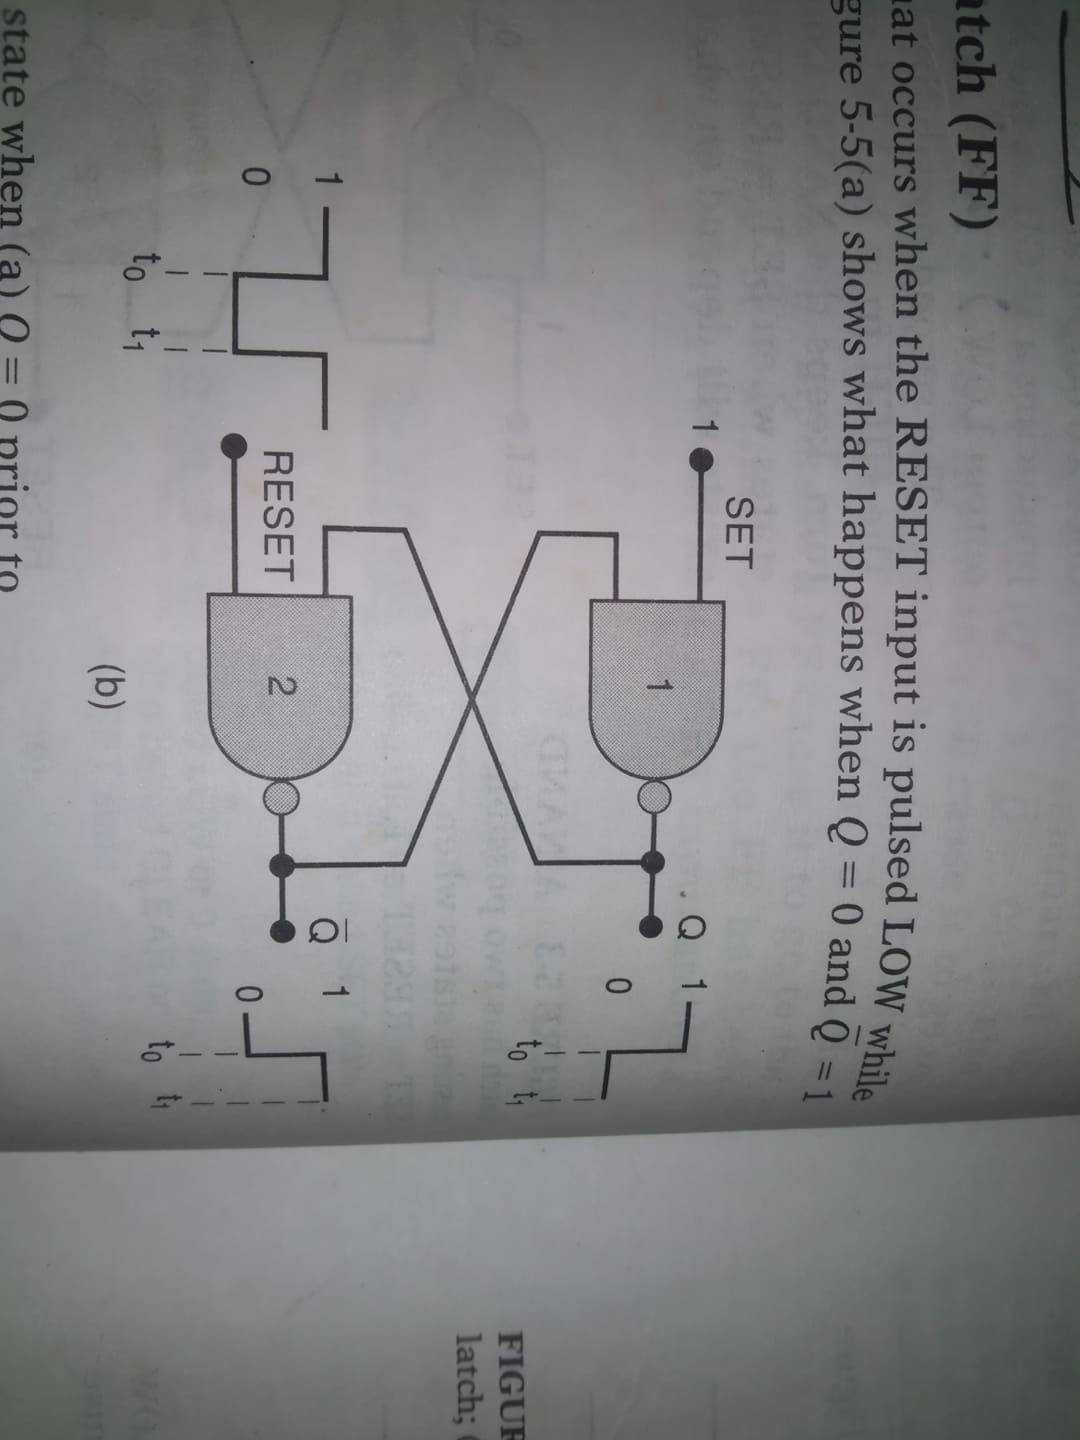 atch (FF)
at occurs when the RESET input is pulsed LOW while
gure 5-5(a) shows what happens when Q = 0 and Q̅ = 1
SET
1
1
Q
1
0
t₀ t₁
1
0
t₀ t₁
RESET
2
Q̅
1
0
t₀ t₁
(b)
state when (a) Q = 0 prior to
FIGUR
latch;